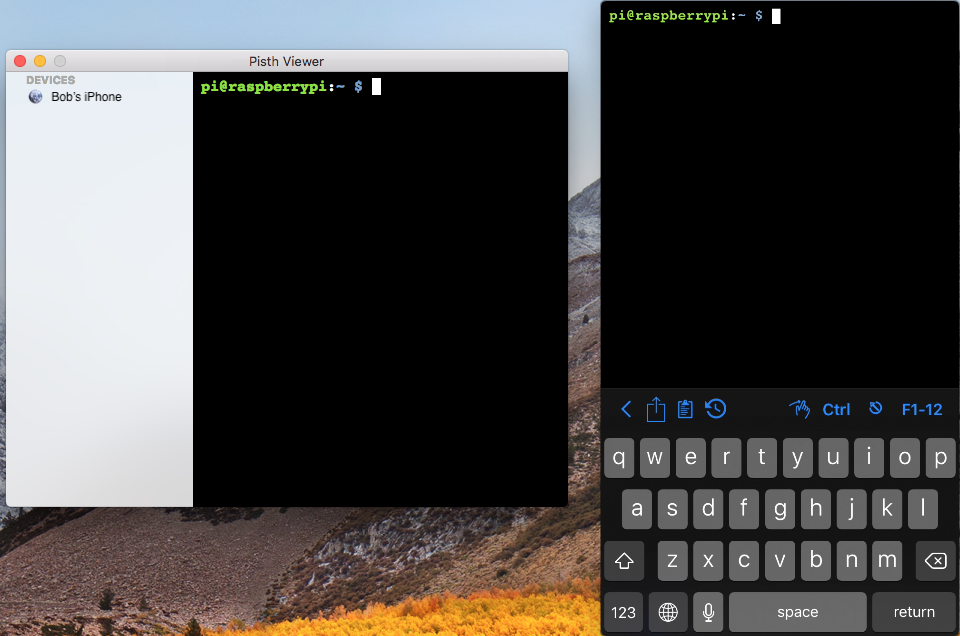 Pisth Viewer
DEVICES
Bob's iPhone
pi@raspberrypi:~ $
pi@raspberrypi:~ $
Ctrl F1-12
q w e r t y u i o p
a s d f g h j k l
z x c v b n m
123 space return